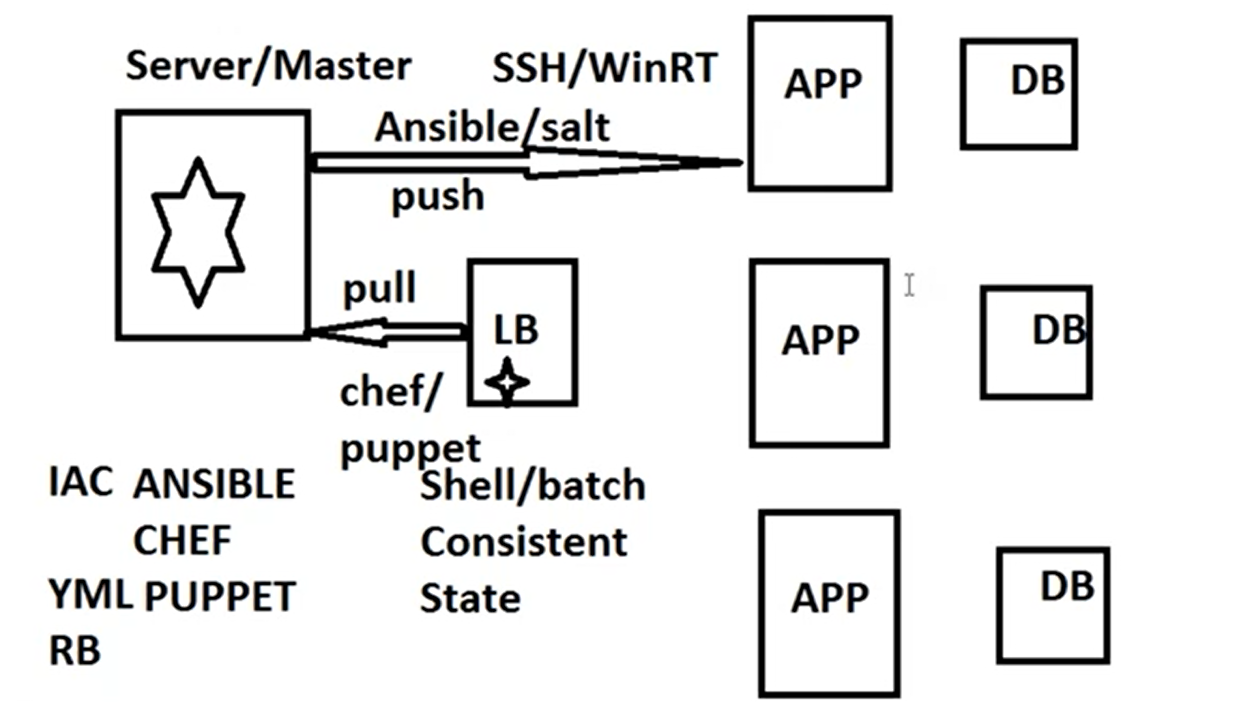 Server/Master
SSH/WinRT
Ansible/salt
push
APP
DB
pull
LB
chef/
puppet
APP
DB
IAC ANSIBLE
CHEF
YML PUPPET
RB
Shell/batch
Consistent
State
APP
DB